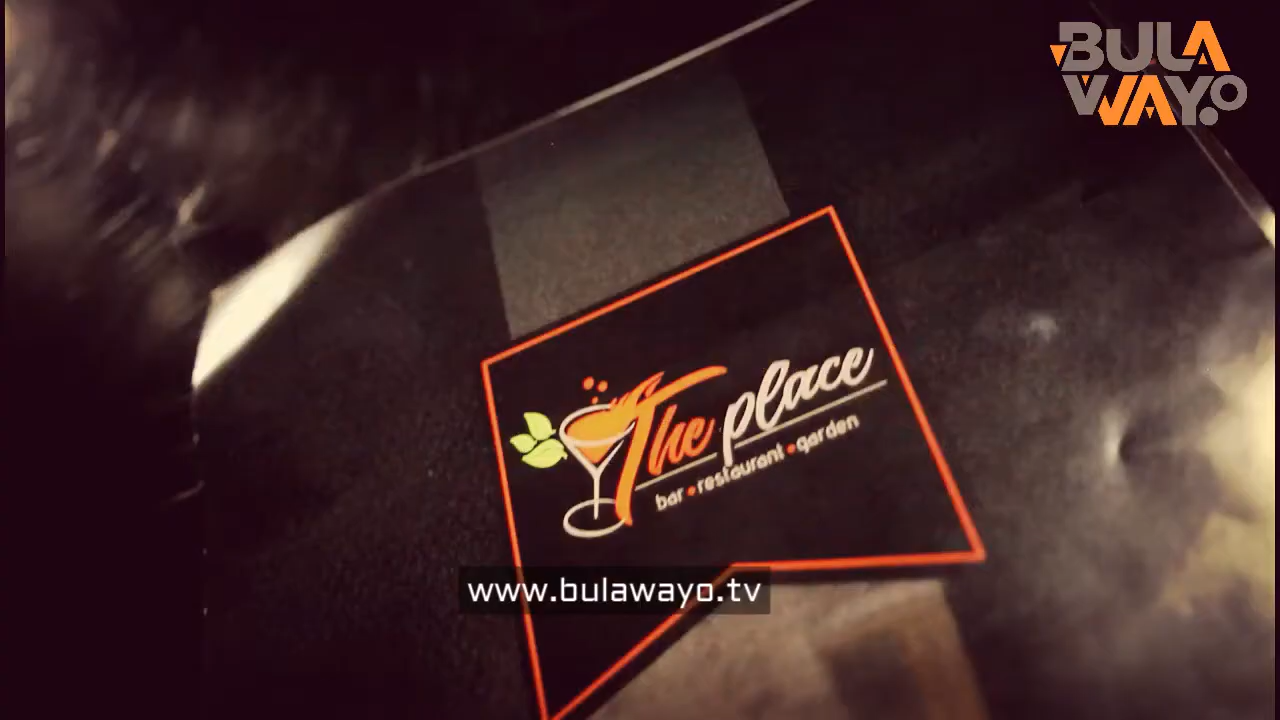 BULA
WAYO
The place
bar • restaurant • garden
www.bulawayo.tv